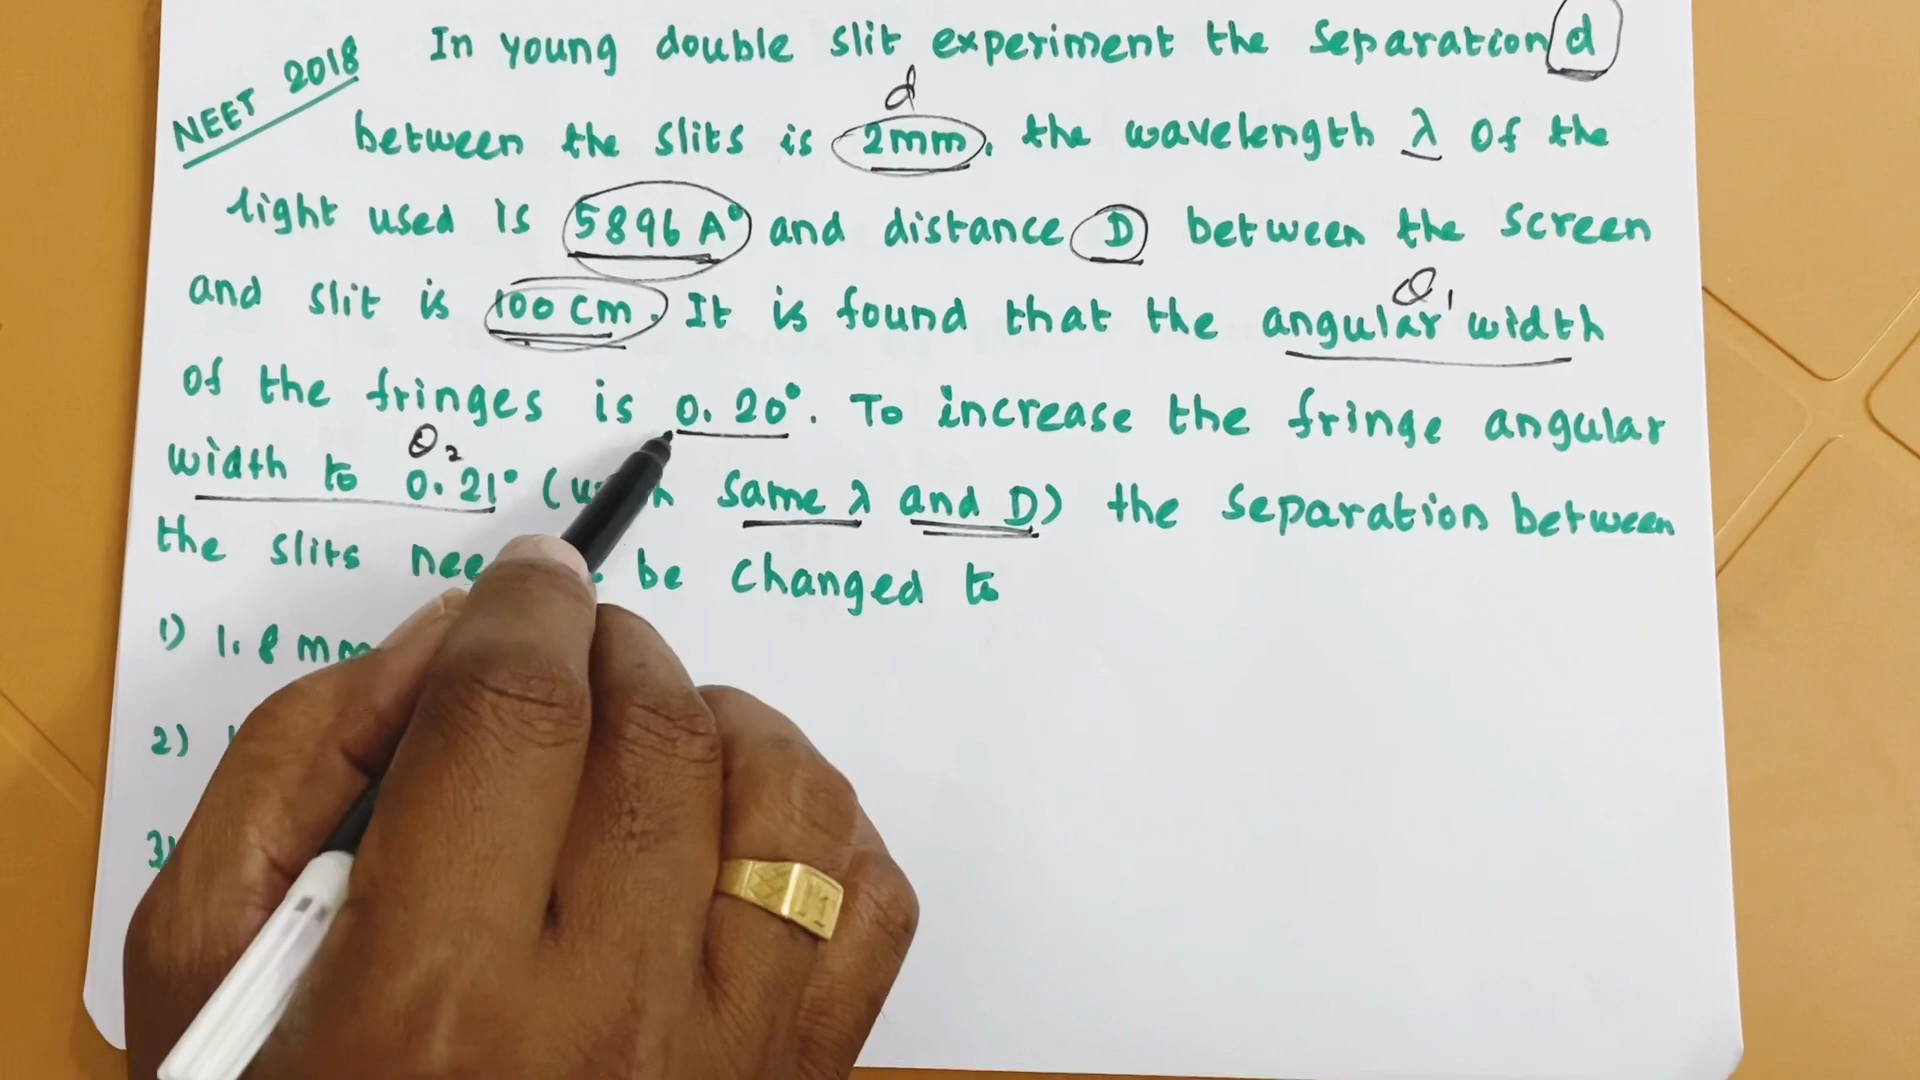 NEET 2018
In young double slit experiment the separation d
d
between the slits is 2mm. the wavelength λ of the
light used is 5896 A° and distance D between the screen
and slit is 100 cm. It is found that the angular width
θ₁
of the fringes is 0.20°. To increase the fringe angular
θ₂
width to 0.21° (same λ and D) the separation between
the slits be changed to
1) 1.8 mm
2)
3)